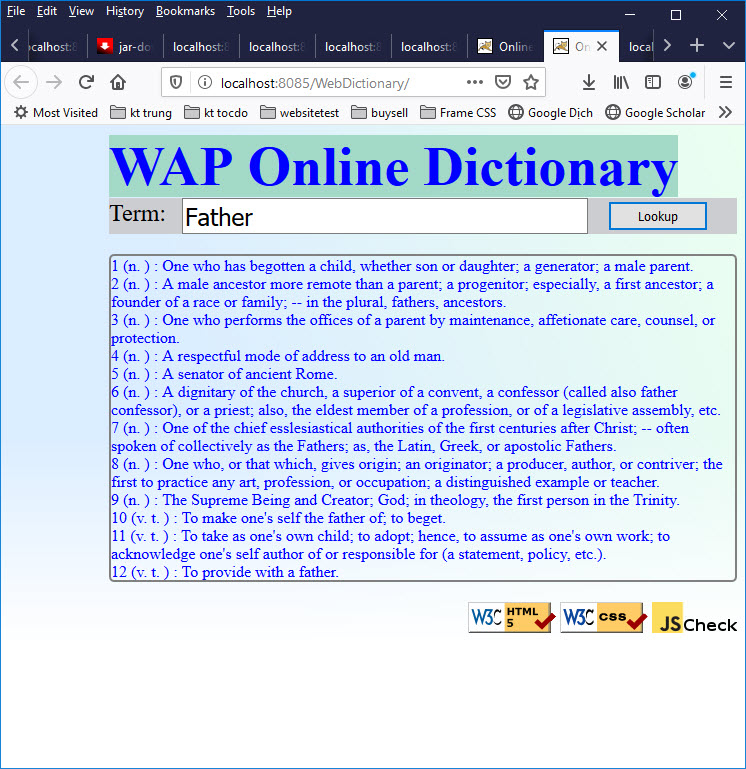 File Edit View History Bookmarks Tools Help
ocalhost:8 jar-do localhost:8 localhost:8 localhost:8 localhost:8 Online On local
localhost:8085/WebDictionary/
Most Visited kt trung kt tocdo websitetest buysell Frame CSS Google Dịch Google Scholar
WAP Online Dictionary
Term: Father Lookup
1 (n. ) : One who has begotten a child, whether son or daughter; a generator; a male parent.
2 (n. ) : A male ancestor more remote than a parent; a progenitor; especially, a first ancestor; a
founder of a race or family; -- in the plural, fathers, ancestors.
3 (n. ) : One who performs the offices of a parent by maintenance, affetionate care, counsel, or
protection.
4 (n. ) : A respectful mode of address to an old man.
5 (n. ) : A senator of ancient Rome.
6 (n. ) : A dignitary of the church, a superior of a convent, a confessor (called also father
confessor), or a priest; also, the eldest member of a profession, or of a legislative assembly, etc.
7 (n. ) : One of the chief esslesiastical authorities of the first centuries after Christ; -- often
spoken of collectively as the Fathers; as, the Latin, Greek, or apostolic Fathers.
8 (n. ) : One who, or that which, gives origin; an originator; a producer, author, or contriver; the
first to practice any art, profession, or occupation; a distinguished example or teacher.
9 (n. ) : The Supreme Being and Creator; God; in theology, the first person in the Trinity.
10 (v. t. ) : To make one's self the father of; to beget.
11 (v. t. ) : To take as one's own child; to adopt; hence, to assume as one's own work; to
acknowledge one's self author of or responsible for (a statement, policy, etc.).
12 (v. t. ) : To provide with a father.
W3C HTML 5 W3C css JS Check